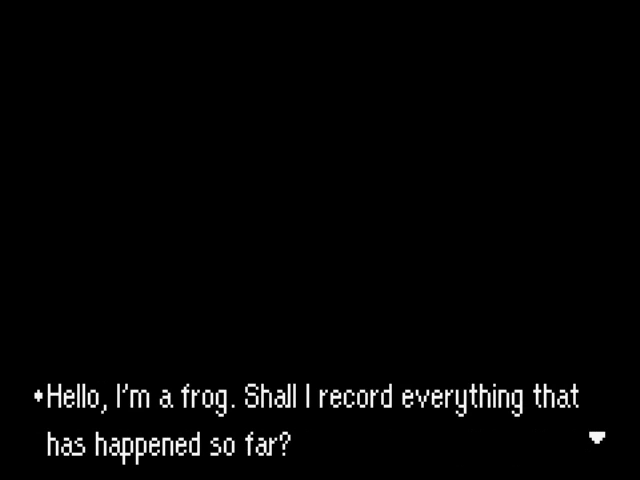 •Hello, I'm a frog. Shall I record everything that
has happened so far?